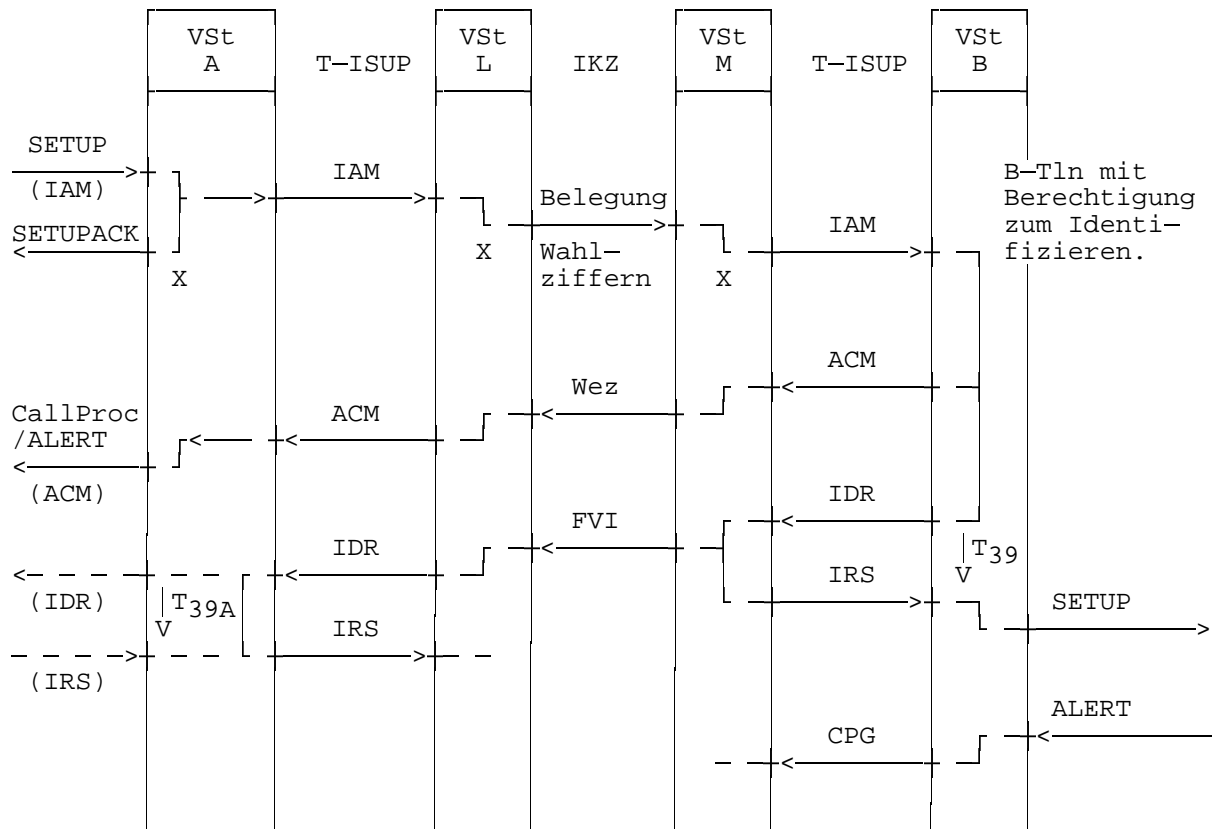 VSt A
T—ISUP
VSt L
IKZ
VSt M
T—ISUP
VSt B
SETUP
(IAM)
IAM
B—Tln mit
Berechtigung
zum Identi—
fizieren.
Belegung
IAM
SETUPACK
X
X
Wahl—
ziffern
X
ACM
Wez
CallProc
/ALERT
ACM
(ACM)
IDR
FVI
IDR
T39
V
(IDR)
T39A
V
IRS
SETUP
IRS
(IRS)
ALERT
CPG